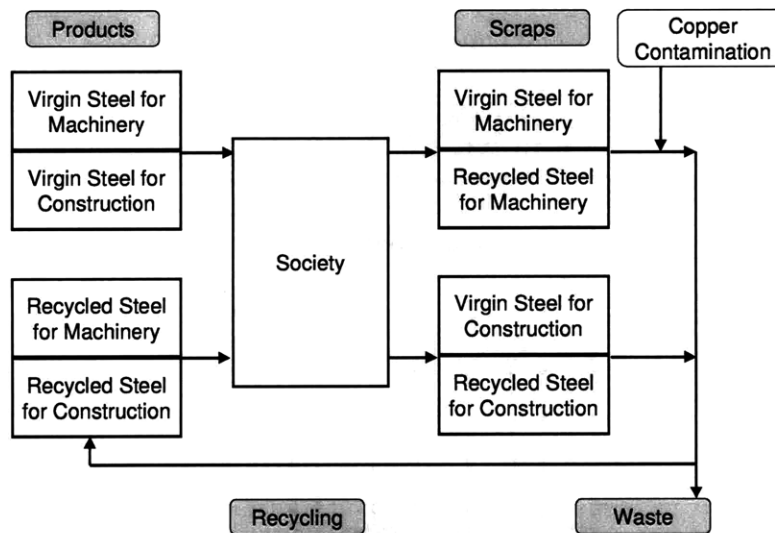 Products
Scraps
Copper
Contamination
Virgin Steel for
Machinery
Virgin Steel for
Construction
Society
Virgin Steel for
Machinery
Recycled Steel
for Machinery
Recycled Steel
for Machinery
Recycled Steel
for Construction
Virgin Steel for
Construction
Recycled Steel
for Construction
Recycling
Waste